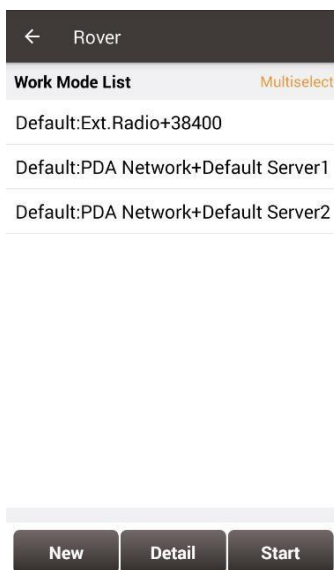 Rover
Work Mode List Multiselect
Default:Ext.Radio+38400
Default:PDA Network+Default Server1
Default:PDA Network+Default Server2
New Detail Start